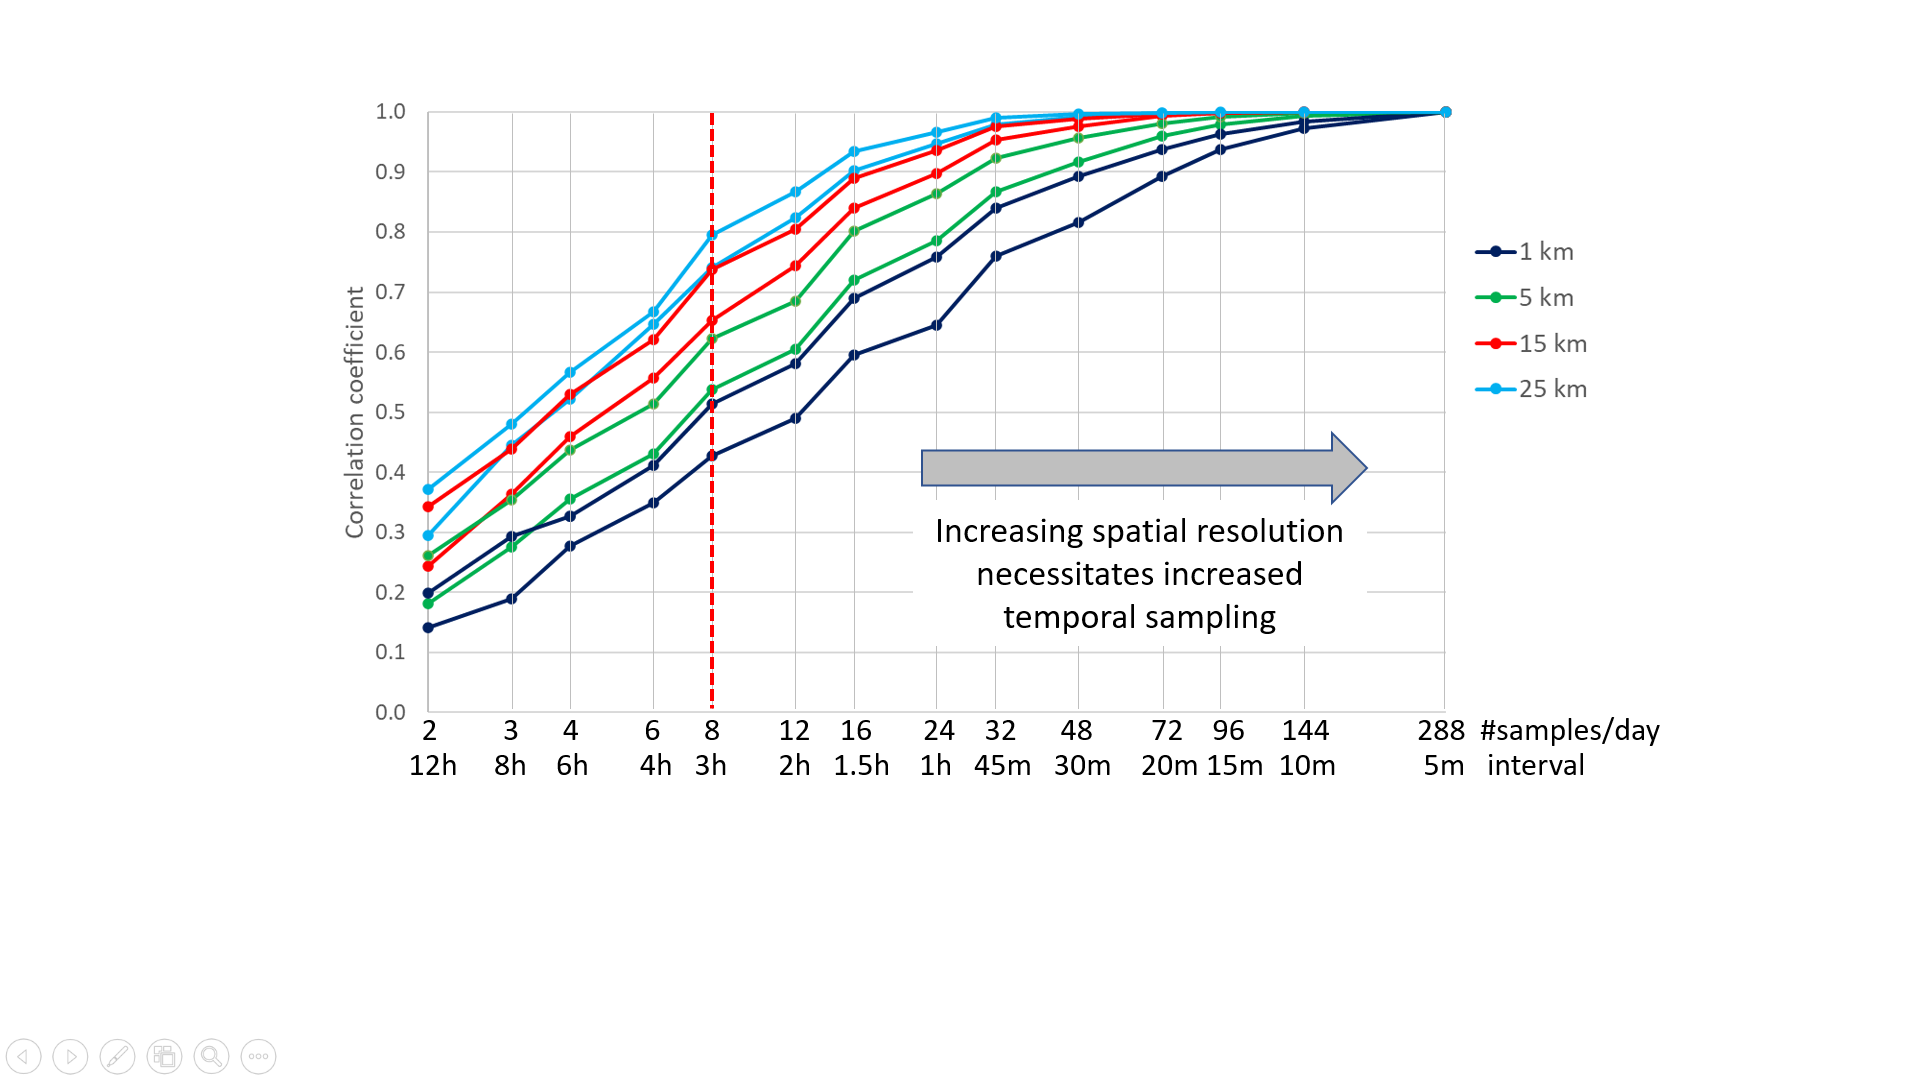 1.0
0.9
0.8
0.7
0.6
0.5
0.4
0.3
0.2
0.1
0.0
Correlation coefficient
1 km
5 km
15 km
25 km
Increasing spatial resolution
necessitates increased
temporal sampling
2 3 4 6 8 12 16 24 32 48 72 96 144 288 #samples/day
12h 8h 6h 4h 3h 2h 1.5h 1h 45m 30m 20m 15m 10m 5m interval